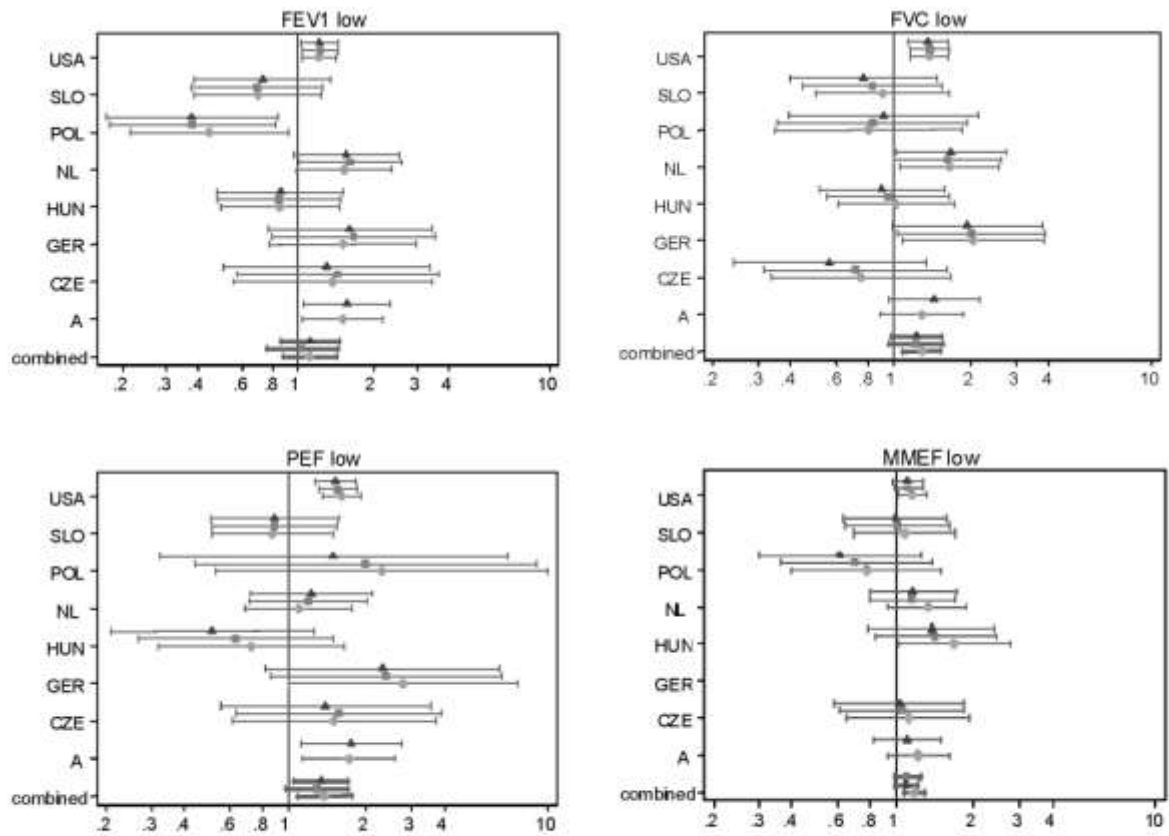 FEV1 low
USA
SLO
POL
NL
HUN
GER
CZE
A
combined
.2 .3 .4 .6 .8 1 2 3 4 10
FVC low
USA
SLO
POL
NL
HUN
GER
CZE
A
combined
.2 .3 .4 .6 .8 1 2 3 4 10
PEF low
USA
SLO
POL
NL
HUN
GER
CZE
A
combined
.2 .3 .4 .6 .8 1 2 3 4 10
MMEF low
USA
SLO
POL
NL
HUN
GER
CZE
A
combined
.2 .3 .4 .6 .8 1 2 3 4 10